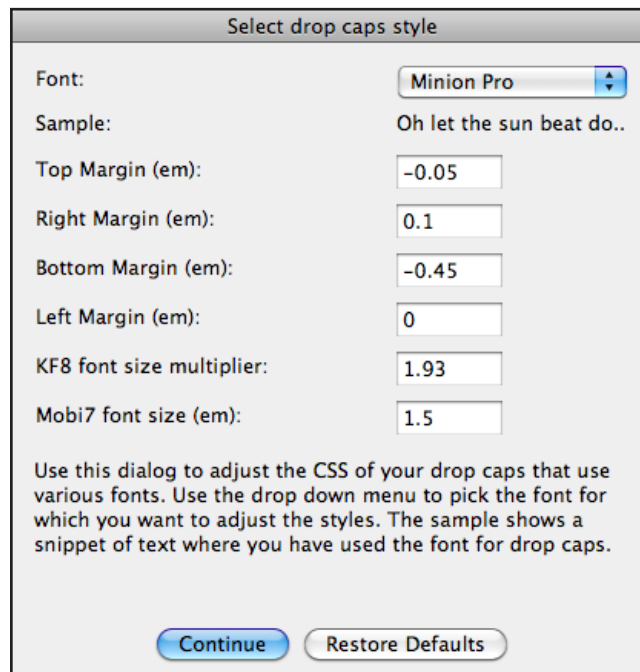 Select drop caps style
Font: Minion Pro
Sample: Oh let the sun beat do..
Top Margin (em): -0.05
Right Margin (em): 0.1
Bottom Margin (em): -0.45
Left Margin (em): 0
KF8 font size multiplier: 1.93
Mobi7 font size (em): 1.5
Use this dialog to adjust the CSS of your drop caps that use
various fonts. Use the drop down menu to pick the font for
which you want to adjust the styles. The sample shows a
snippet of text where you have used the font for drop caps.
Continue Restore Defaults